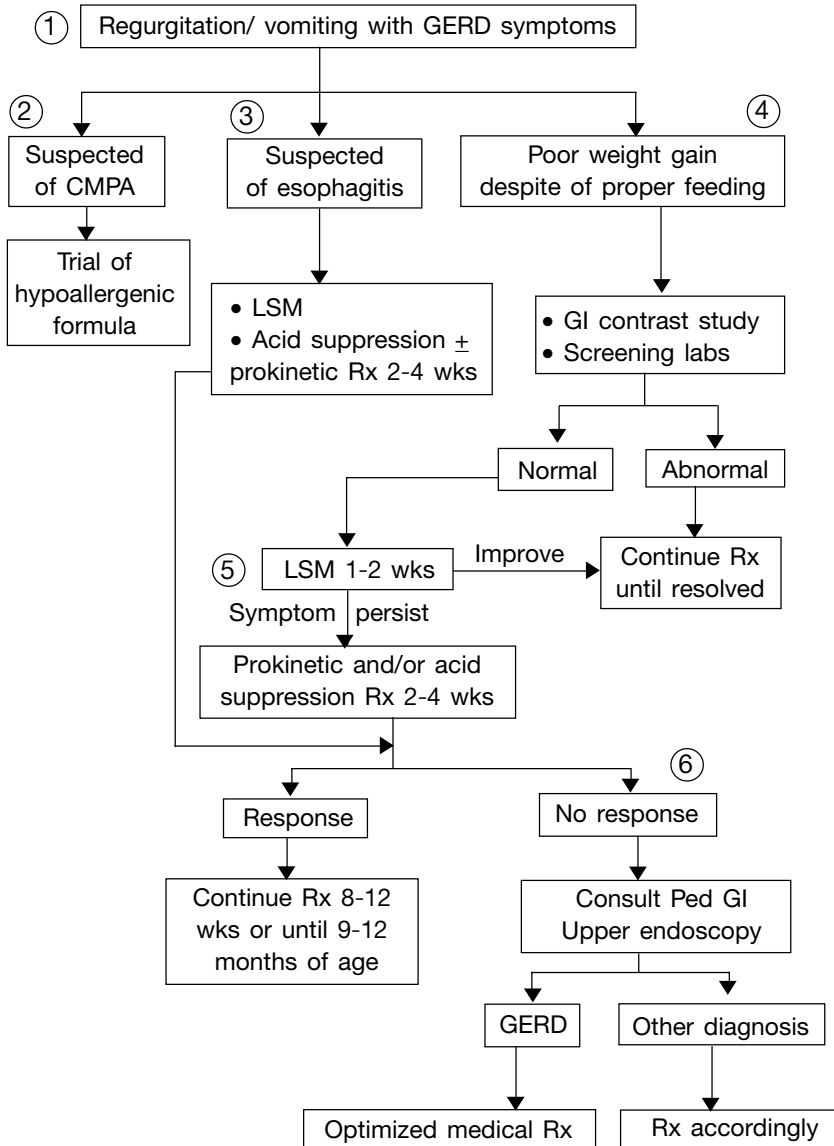 ① Regurgitation/ vomiting with GERD symptoms
②
Suspected
of CMPA
Trial of
hypoallergenic
formula
③
Suspected
of esophagitis
• LSM
• Acid suppression ±
prokinetic Rx 2-4 wks
④
Poor weight gain
despite of proper feeding
• GI contrast study
• Screening labs
Normal
Abnormal
⑤ LSM 1-2 wks
Improve
Continue Rx
until resolved
Symptom persist
Prokinetic and/or acid
suppression Rx 2-4 wks
Response
Continue Rx 8-12
wks or until 9-12
months of age
⑥
No response
Consult Ped GI
Upper endoscopy
GERD
Other diagnosis
Optimized medical Rx
Rx accordingly